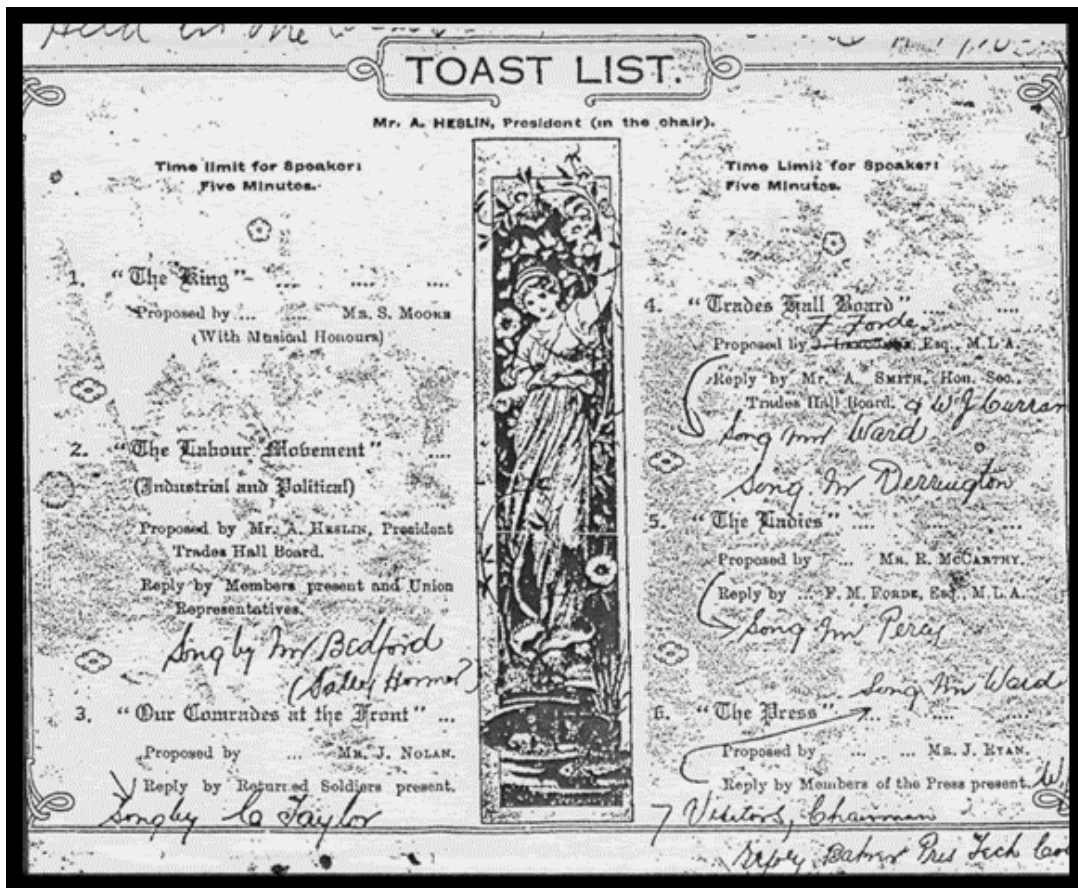 Held in the
TOAST LIST.
Mr. A. HESLIN, President (in the chair).
Time limit for Speaker:
Five Minutes.
1. "The King" .... .... ....
Proposed by ... .... MR. S. MOORE
(With Musical Honours)
2. "The Labour Movement" ....
(Industrial and Political)
Proposed by MR. A. HESLIN, President
Trades Hall Board.
Reply by Members present and Union
Representatives.
Song by Mr Bedford
3. "Our Comrades at the Front" ...
Proposed by ... MR. J. NOLAN.
Reply by Returned Soldiers present.
Song by Taylor
Time Limit for Speaker:
Five Minutes.
4. "Trades Hall Board" .... ....
F Forde
Proposed by J. Esq., M.L.A.
Reply by Mr. A. SMITH, Hon. Sec.,
Trades Hall Board. & W J Curran
Song Mr Ward
Song Mr Derrington
5. "The Ladies" .... .... ....
Proposed by ... MR. R. McCARTHY.
Reply by ... F. M. FORDE, Esq., M.L.A.
Song Mr Percy
Song Mr Ward
6. "The Press" ... .... ....
Proposed by ... ... MR. J. RYAN.
Reply by Members of the Press present.
7 Visitors, Chairman
Reply Pres Tech